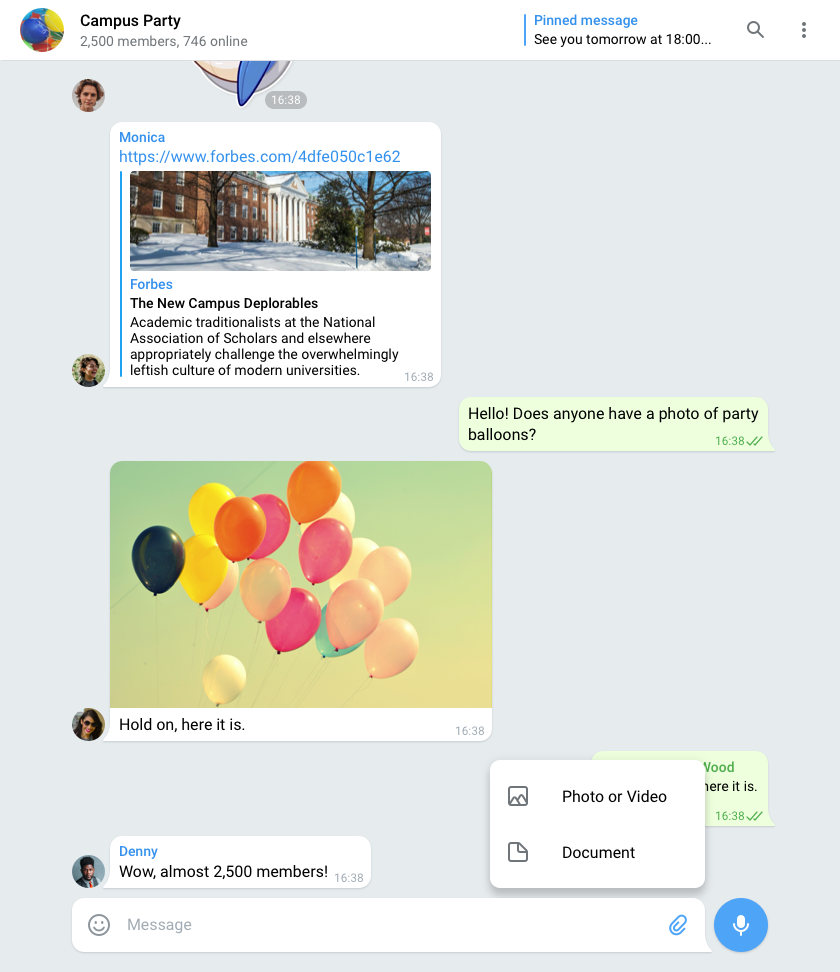 Campus Party
2,500 members, 746 online
Pinned message
See you tomorrow at 18:00...
16:38
Monica
https://www.forbes.com/4dfe050c1e62
Forbes
The New Campus Deplorables
Academic traditionalists at the National
Association of Scholars and elsewhere
appropriately challenge the overwhelmingly
leftish culture of modern universities.
16:38
Hello! Does anyone have a photo of party
balloons?
16:38
Hold on, here it is.
16:38
Wood
here it is.
16:38
Photo or Video
Document
Denny
Wow, almost 2,500 members!
16:38
Message